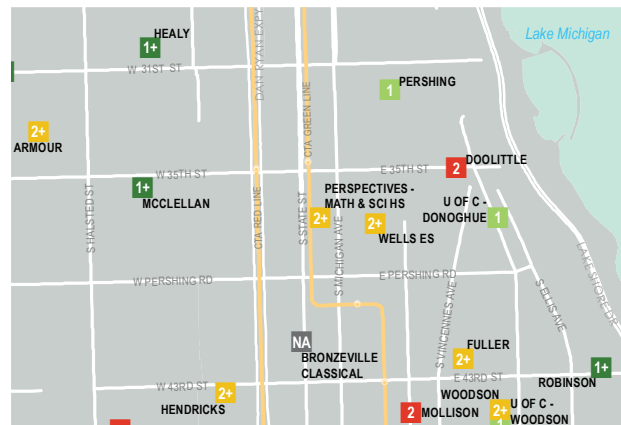 HEALY
1+
Lake Michigan
W 31ST ST
DAN RYAN EXPY
CTA GREEN LINE
PERSHING
1
2+
ARMOUR
W 35TH ST
E 35TH ST
2
DOOLITTLE
1+
MCCLELLAN
PERSPECTIVES -
MATH & SCI HS
2+
2+
WELLS ES
U OF C -
DONOGHUE
1
S HALSTED ST
CTA RED LINE
S STATE ST
S MICHIGAN AVE
W PERSHING RD
E PERSHING RD
S VINCENNES AVE
S ELLIS AVE
LAKE SHORE DR
NA
BRONZEVILLE
CLASSICAL
FULLER
2+
W 43RD ST
E 43RD ST
1+
ROBINSON
2+
HENDRICKS
WOODSON
2
MOLLISON
2+
U OF C -
WOODSON
1